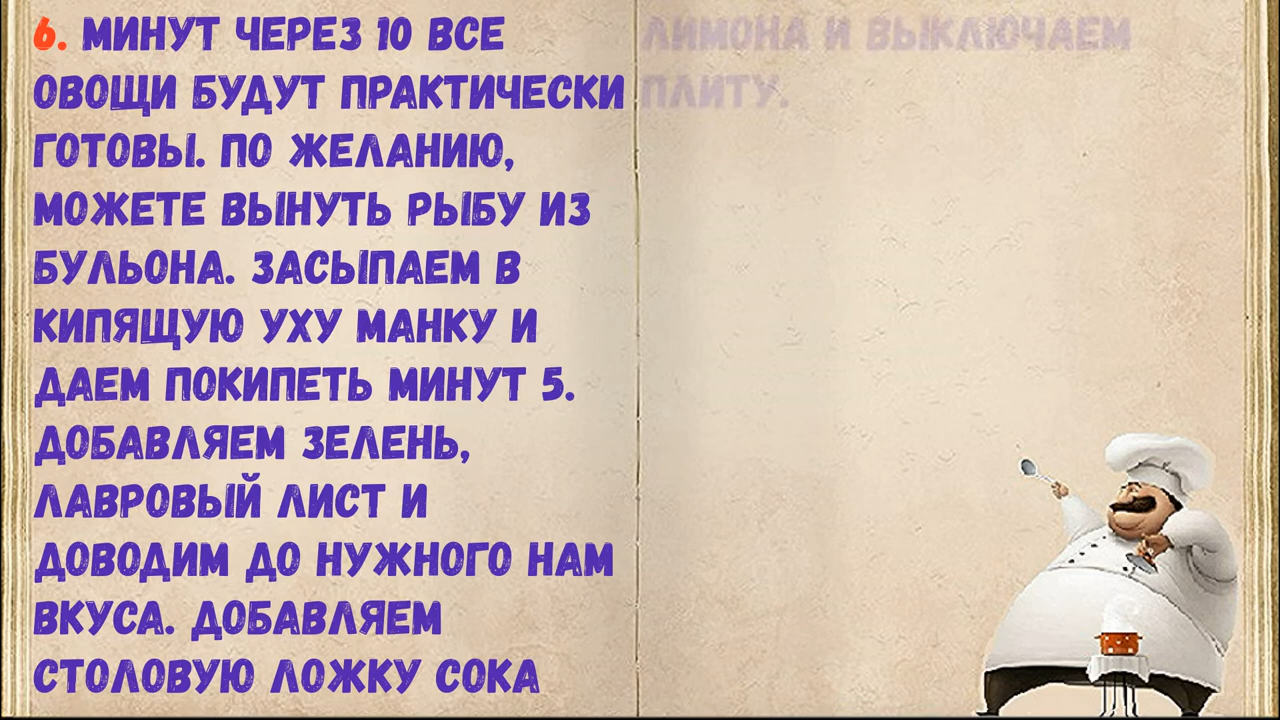 6. МИНУТ ЧЕРЕЗ 10 ВСЕ
ОВОЩИ БУДУТ ПРАКТИЧЕСКИ
ГОТОВЫ. ПО ЖЕЛАНИЮ,
МОЖЕТЕ ВЫНУТЬ РЫБУ ИЗ
БУЛЬОНА. ЗАСЫПАЕМ В
КИПЯЩУЮ УХУ МАНКУ И
ДАЕМ ПОКИПЕТЬ МИНУТ 5.
ДОБАВЛЯЕМ ЗЕЛЕНЬ,
ЛАВРОВЫЙ ЛИСТ И
ДОВОДИМ ДО НУЖНОГО НАМ
ВКУСА. ДОБАВЛЯЕМ
СТОЛОВУЮ ЛОЖКУ СОКА
ЛИМОНА И ВЫКЛЮЧАЕМ
ПЛИТУ.